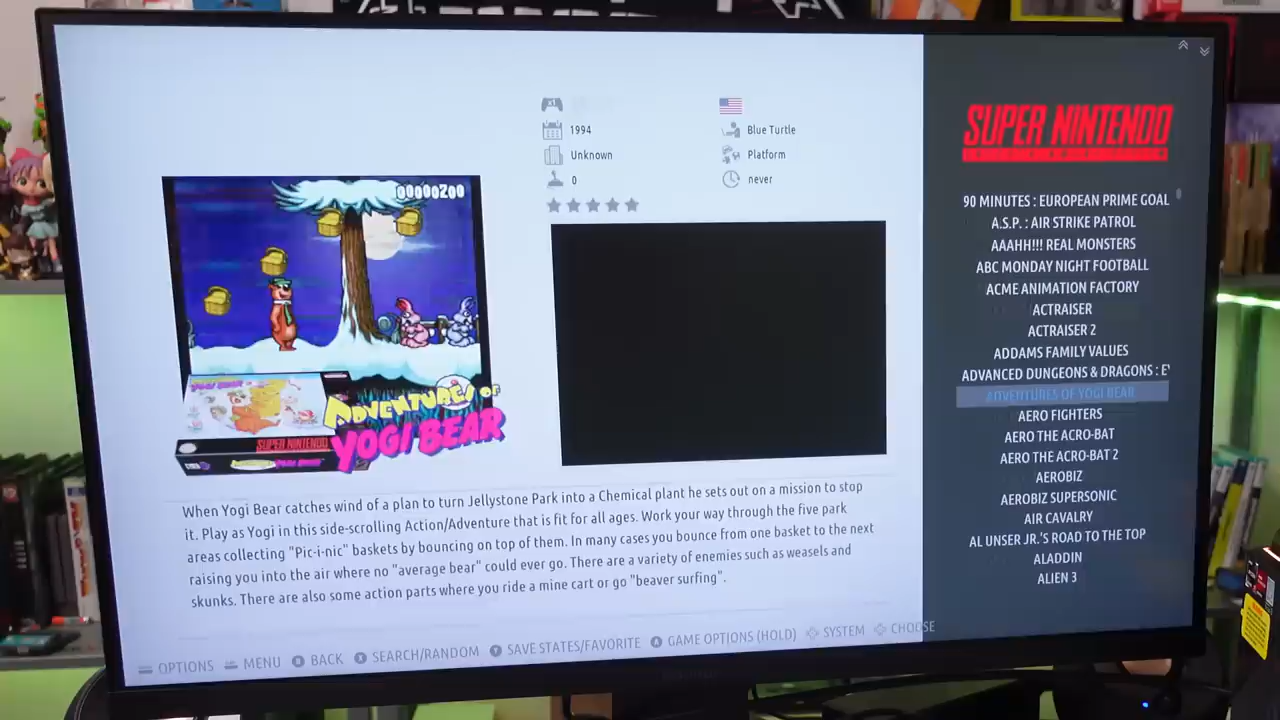 1994
Blue Turtle
Unknown
Platform
0
never
00000200
ADVENTURES OF
YOGI BEAR
SUPER NINTENDO
When Yogi Bear catches wind of a plan to turn Jellystone Park into a Chemical plant he sets out on a mission to stop
it. Play as Yogi in this side-scrolling Action/Adventure that is fit for all ages. Work your way through the five park
areas collecting "Pic-i-nic" baskets by bouncing on top of them. In many cases you bounce from one basket to the next
raising you into the air where no "average bear" could ever go. There are a variety of enemies such as weasels and
skunks. There are also some action parts where you ride a mine cart or go "beaver surfing".
OPTIONS MENU BACK SEARCH/RANDOM SAVE STATES/FAVORITE GAME OPTIONS (HOLD) SYSTEM CHOOSE
SUPER NINTENDO
90 MINUTES : EUROPEAN PRIME GOAL
A.S.P. : AIR STRIKE PATROL
AAAHH!!! REAL MONSTERS
ABC MONDAY NIGHT FOOTBALL
ACME ANIMATION FACTORY
ACTRAISER
ACTRAISER 2
ADDAMS FAMILY VALUES
ADVANCED DUNGEONS & DRAGONS :
ADVENTURES OF YOGI BEAR
AERO FIGHTERS
AERO THE ACRO-BAT
AERO THE ACRO-BAT 2
AEROBIZ
AEROBIZ SUPERSONIC
AIR CAVALRY
AL UNSER JR.'S ROAD TO THE TOP
ALADDIN
ALIEN 3